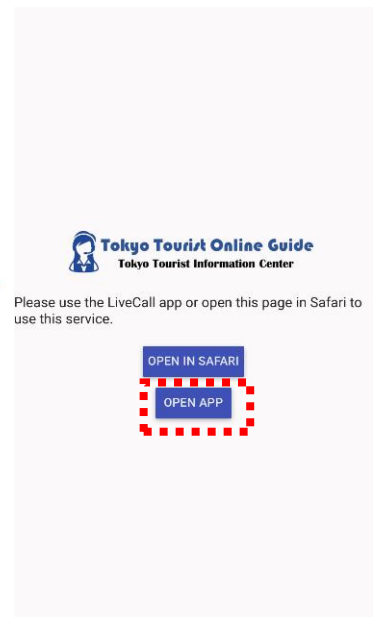 Tokyo Tourist Online Guide
Tokyo Tourist Information Center
Please use the LiveCall app or open this page in Safari to
use this service.
OPEN IN SAFARI
OPEN APP